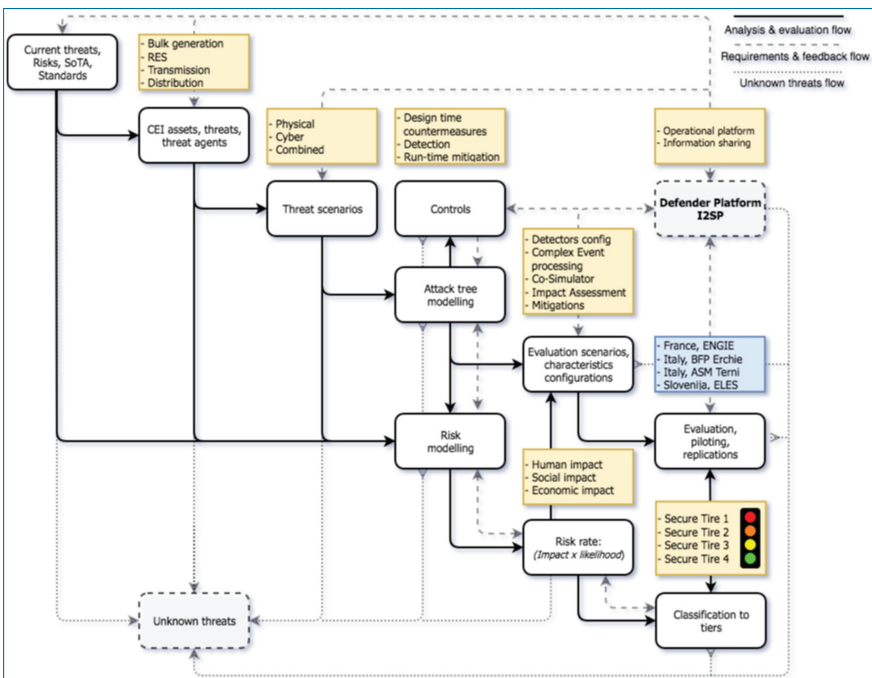 Current threats,
Risks, SoTA,
Standards
- Bulk generation
- RES
- Transmission
- Distribution
Analysis & evaluation flow
Requirements & feedback flow
Unknown threats flow
CEI assets, threats,
threat agents
- Physical
- Cyber
- Combined
- Design time
countermeasures
- Detection
- Run-time mitigation
- Operational platform
- Information sharing
Threat scenarios
Controls
Defender Platform
I2SP
- Detectors config
- Complex Event
processing
- Co-Simulator
- Impact Assessment
- Mitigations
Attack tree
modelling
Evaluation scenarios,
characteristics
configurations
- France, ENGIE
- Italy, BFP Erchie
- Italy, ASM Terni
- Slovenija, ELES
Risk
modelling
Evaluation,
piloting,
replications
- Human impact
- Social impact
- Economic impact
- Secure Tire 1
- Secure Tire 2
- Secure Tire 3
- Secure Tire 4
Risk rate:
(Impact x likelihood)
Unknown threats
Classification to
tiers